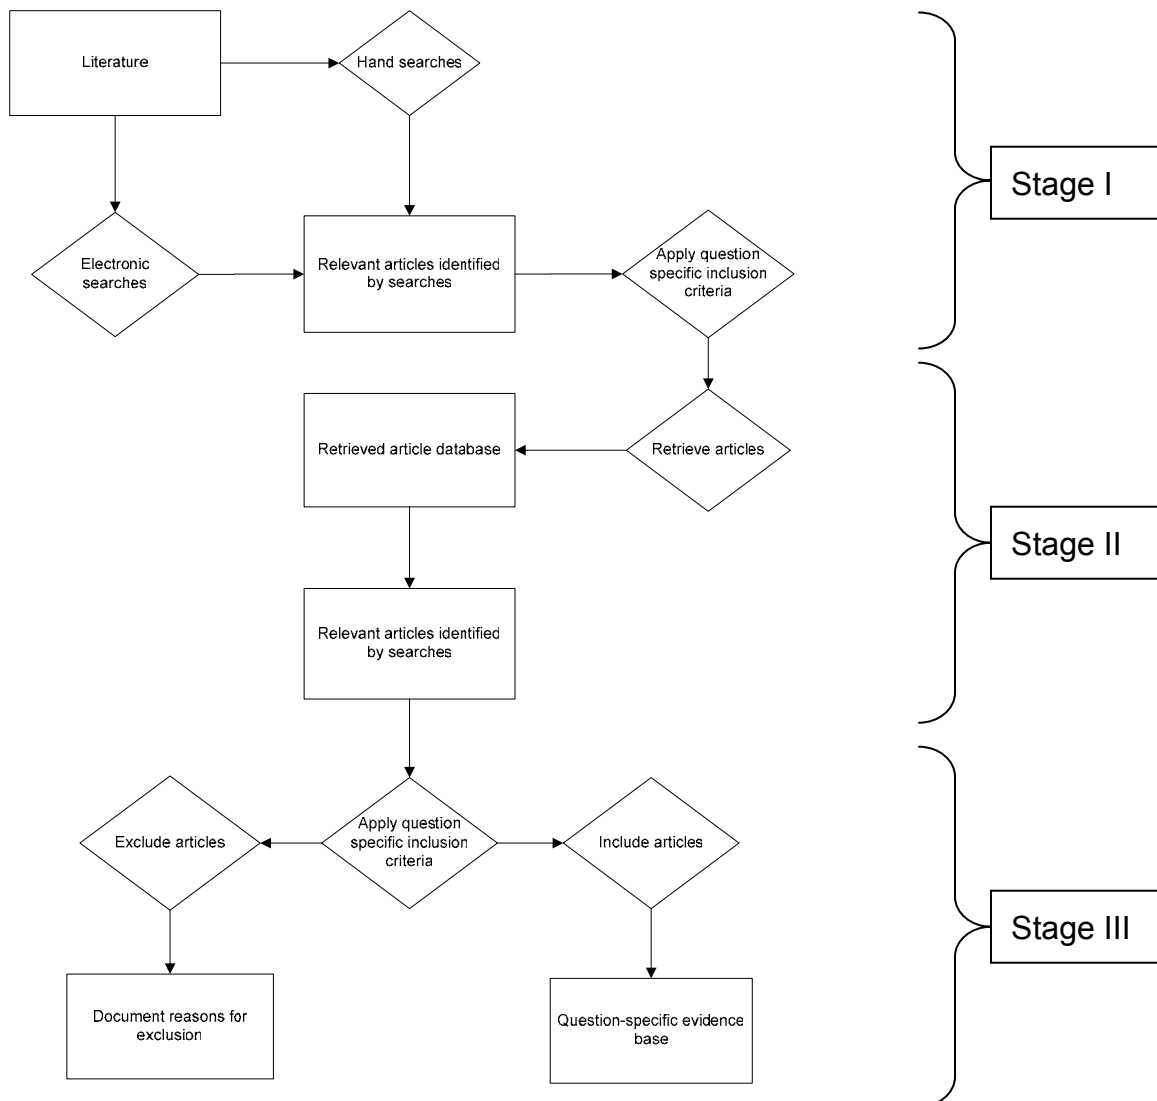 Literature
Hand searches
Stage I
Electronic
searches
Relevant articles identified
by searches
Apply question
specific inclusion
criteria
Retrieved article database
Retrieve articles
Stage II
Relevant articles identified
by searches
Exclude articles
Apply question
specific inclusion
criteria
Include articles
Stage III
Document reasons for
exclusion
Question-specific evidence
base